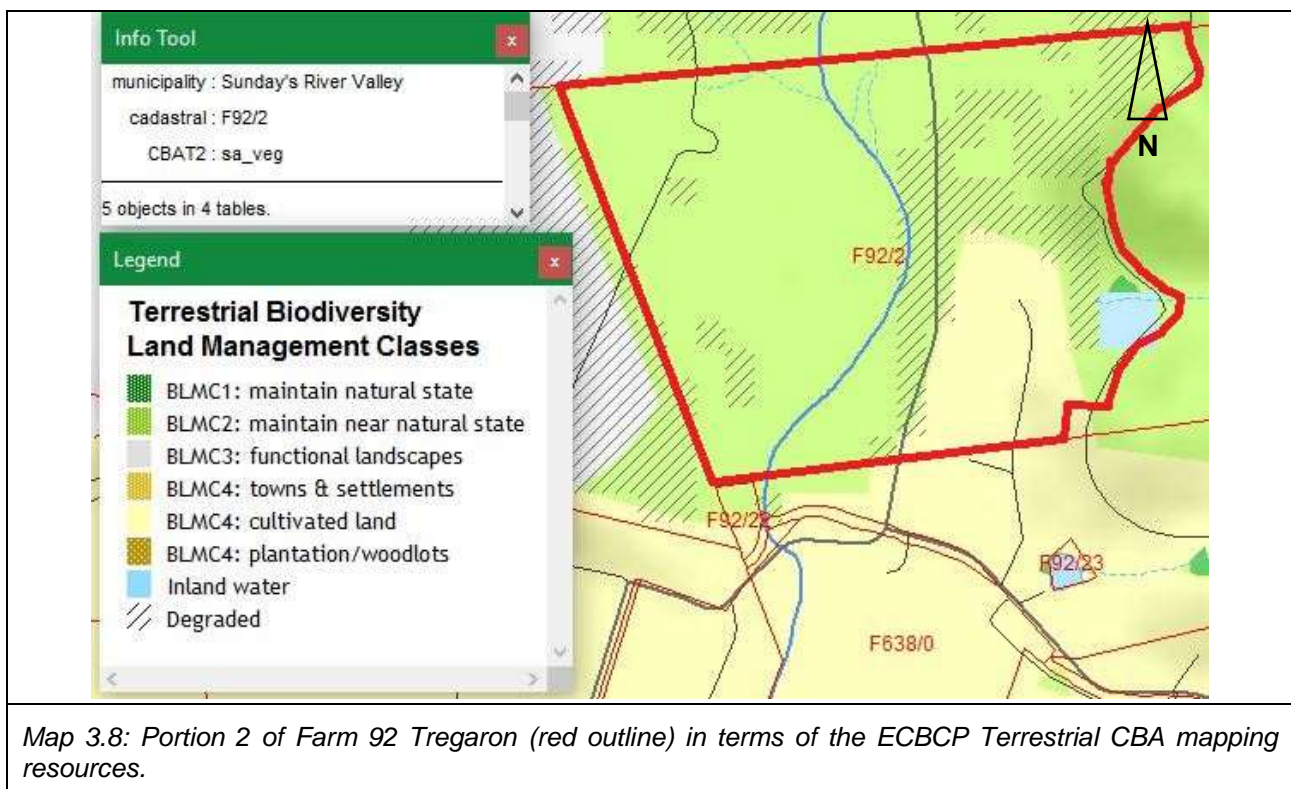 Info Tool
x
municipality : Sunday's River Valley
cadastral : F92/2
CBAT2 : sa_veg
5 objects in 4 tables.
Legend
x
Terrestrial Biodiversity
Land Management Classes
BLMC1: maintain natural state
BLMC2: maintain near natural state
BLMC3: functional landscapes
BLMC4: towns & settlements
BLMC4: cultivated land
BLMC4: plantation/woodlots
Inland water
Degraded
N
F92/2
F92/22
F92/23
F638/0
Map 3.8: Portion 2 of Farm 92 Tregaron (red outline) in terms of the ECBCP Terrestrial CBA mapping
resources.